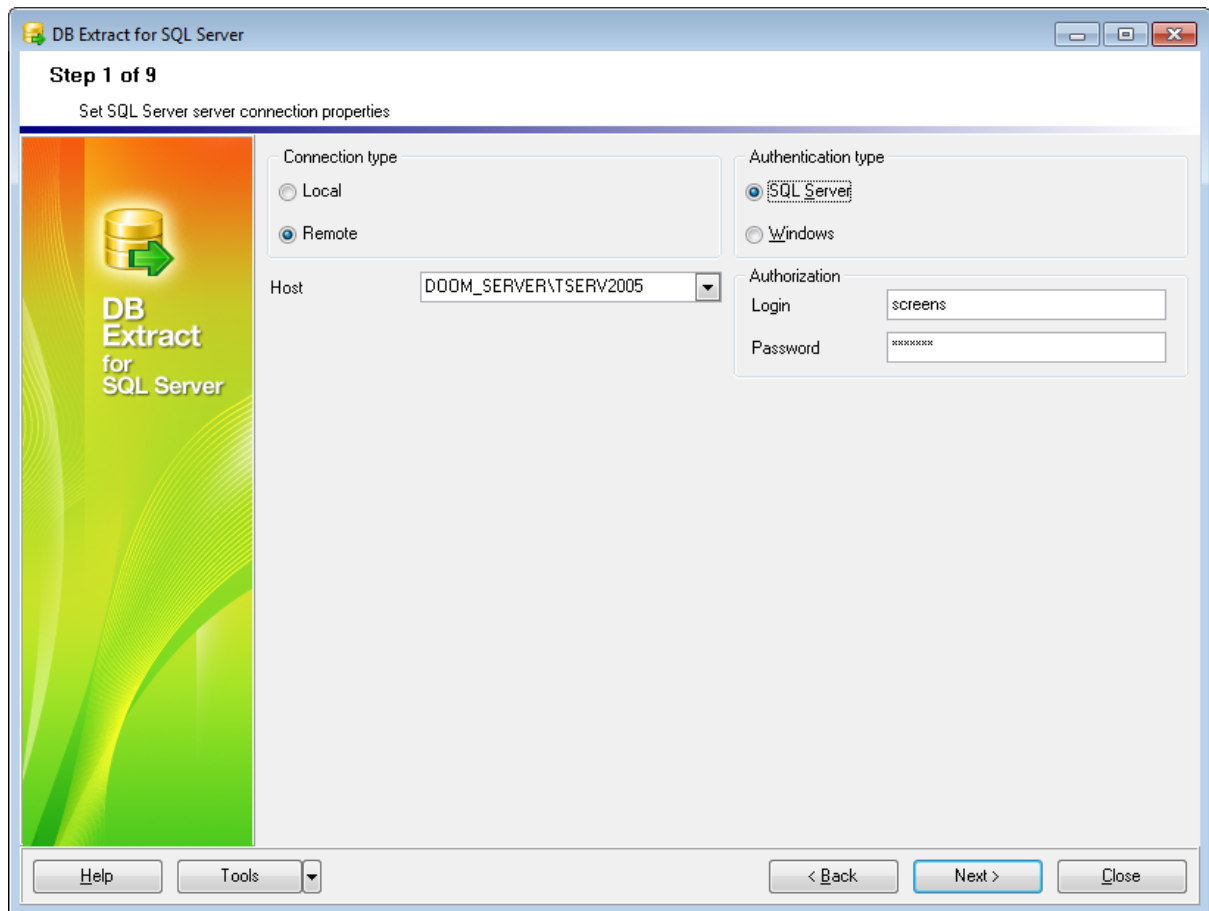 DB Extract for SQL Server
Step 1 of 9
Set SQL Server server connection properties
DB
Extract
for
SQL Server
Connection type
Local
Remote
Host
DOOM_SERVER\TSERV2005
Authentication type
SQL Server
Windows
Authorization
Login
screens
Password
×××××××
Help
Tools
< Back
Next >
Close